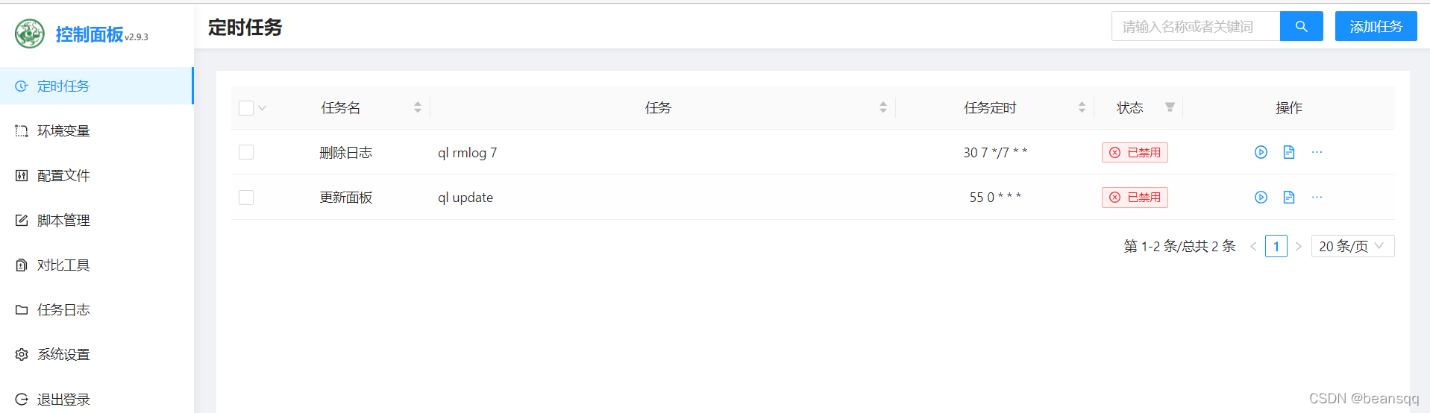 控制面板 v2.9.3
定时任务
请输入名称或者关键词
添加任务
定时任务
环境变量
配置文件
脚本管理
对比工具
任务日志
系统设置
退出登录
任务名 任务 任务定时 状态 操作
删除日志 ql rmlog 7 30 7 */7 * * 已禁用
更新面板 ql update 55 0 * * * 已禁用
第 1-2 条/总共 2 条 1 20 条/页
CSDN @beansqq